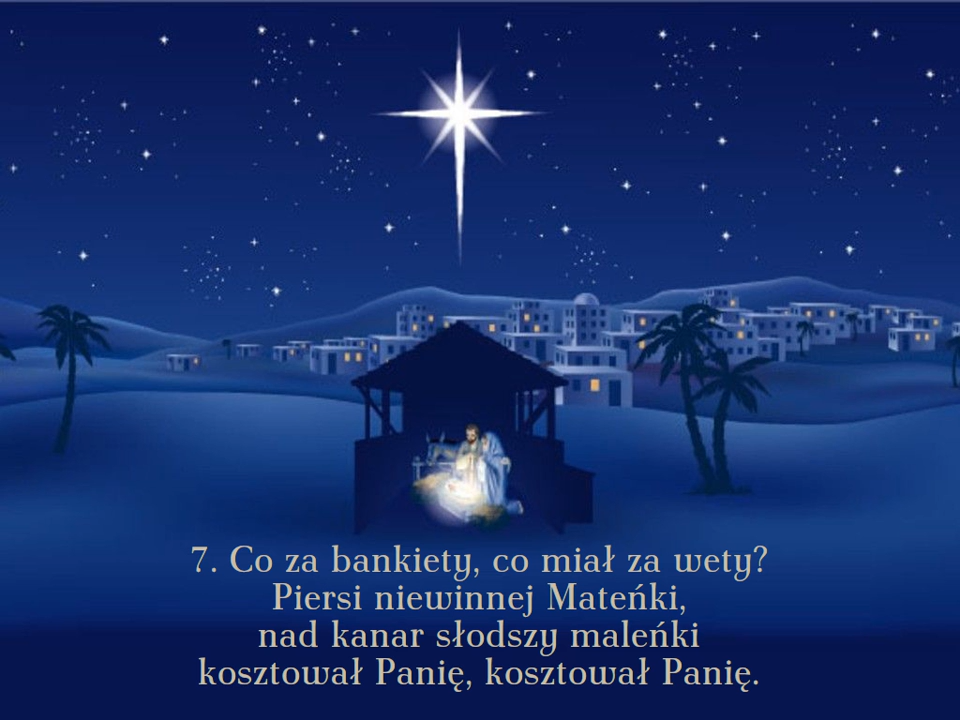 7. Co za bankiety, co miał za wety?
Piersi niewinnej Mateńki,
nad kanar słodszy maleńki
kosztował Panię, kosztował Panię.